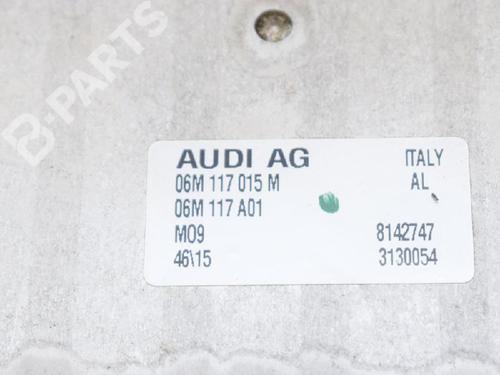 B-PARTS
AUDI AG ITALY
06M 117 015 M AL
06M 117 A01
M09 8142747
46\15 3130054